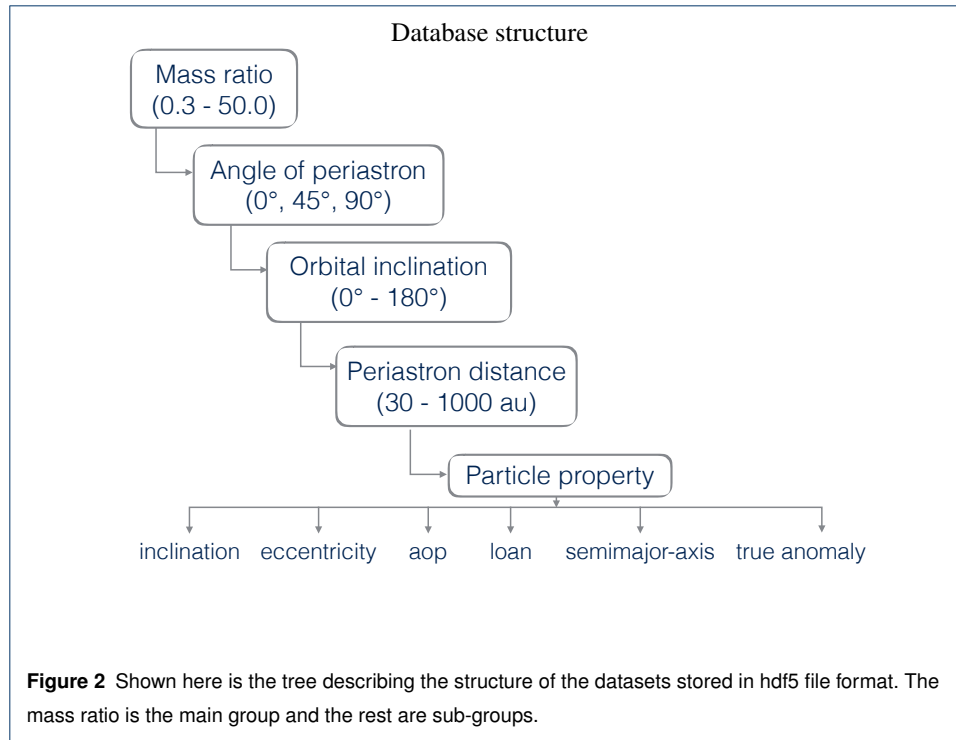 Database structure
Mass ratio
(0.3 - 50.0)
Angle of periastron
(0°, 45°, 90°)
Orbital inclination
(0° - 180°)
Periastron distance
(30 - 1000 au)
Particle property
inclination eccentricity aop loan semimajor-axis true anomaly
Figure 2 Shown here is the tree describing the structure of the datasets stored in hdf5 file format. The
mass ratio is the main group and the rest are sub-groups.